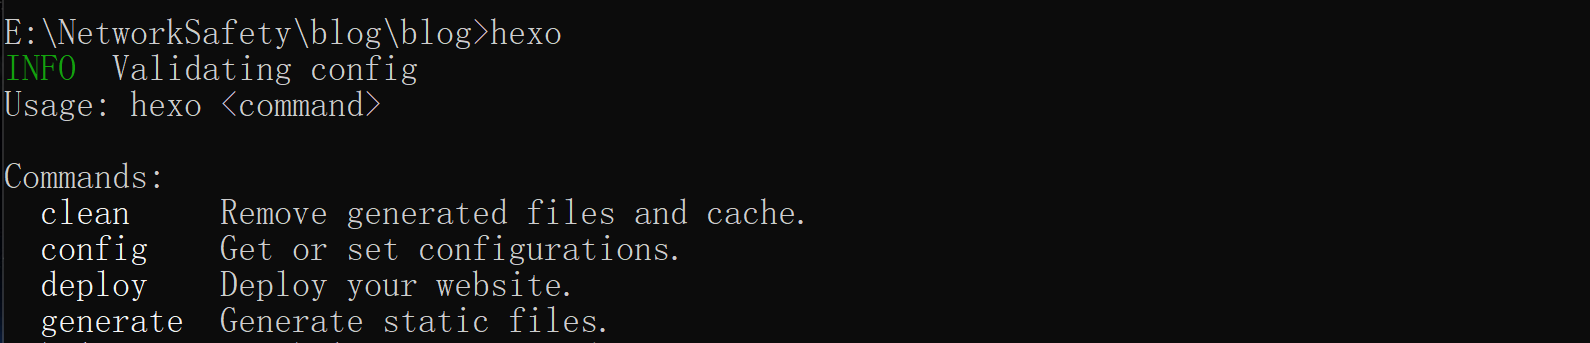 E:\NetworkSafety\blog\blog>hexo
INFO  Validating config
Usage: hexo <command>

Commands:
  clean     Remove generated files and cache.
  config    Get or set configurations.
  deploy    Deploy your website.
  generate  Generate static files.